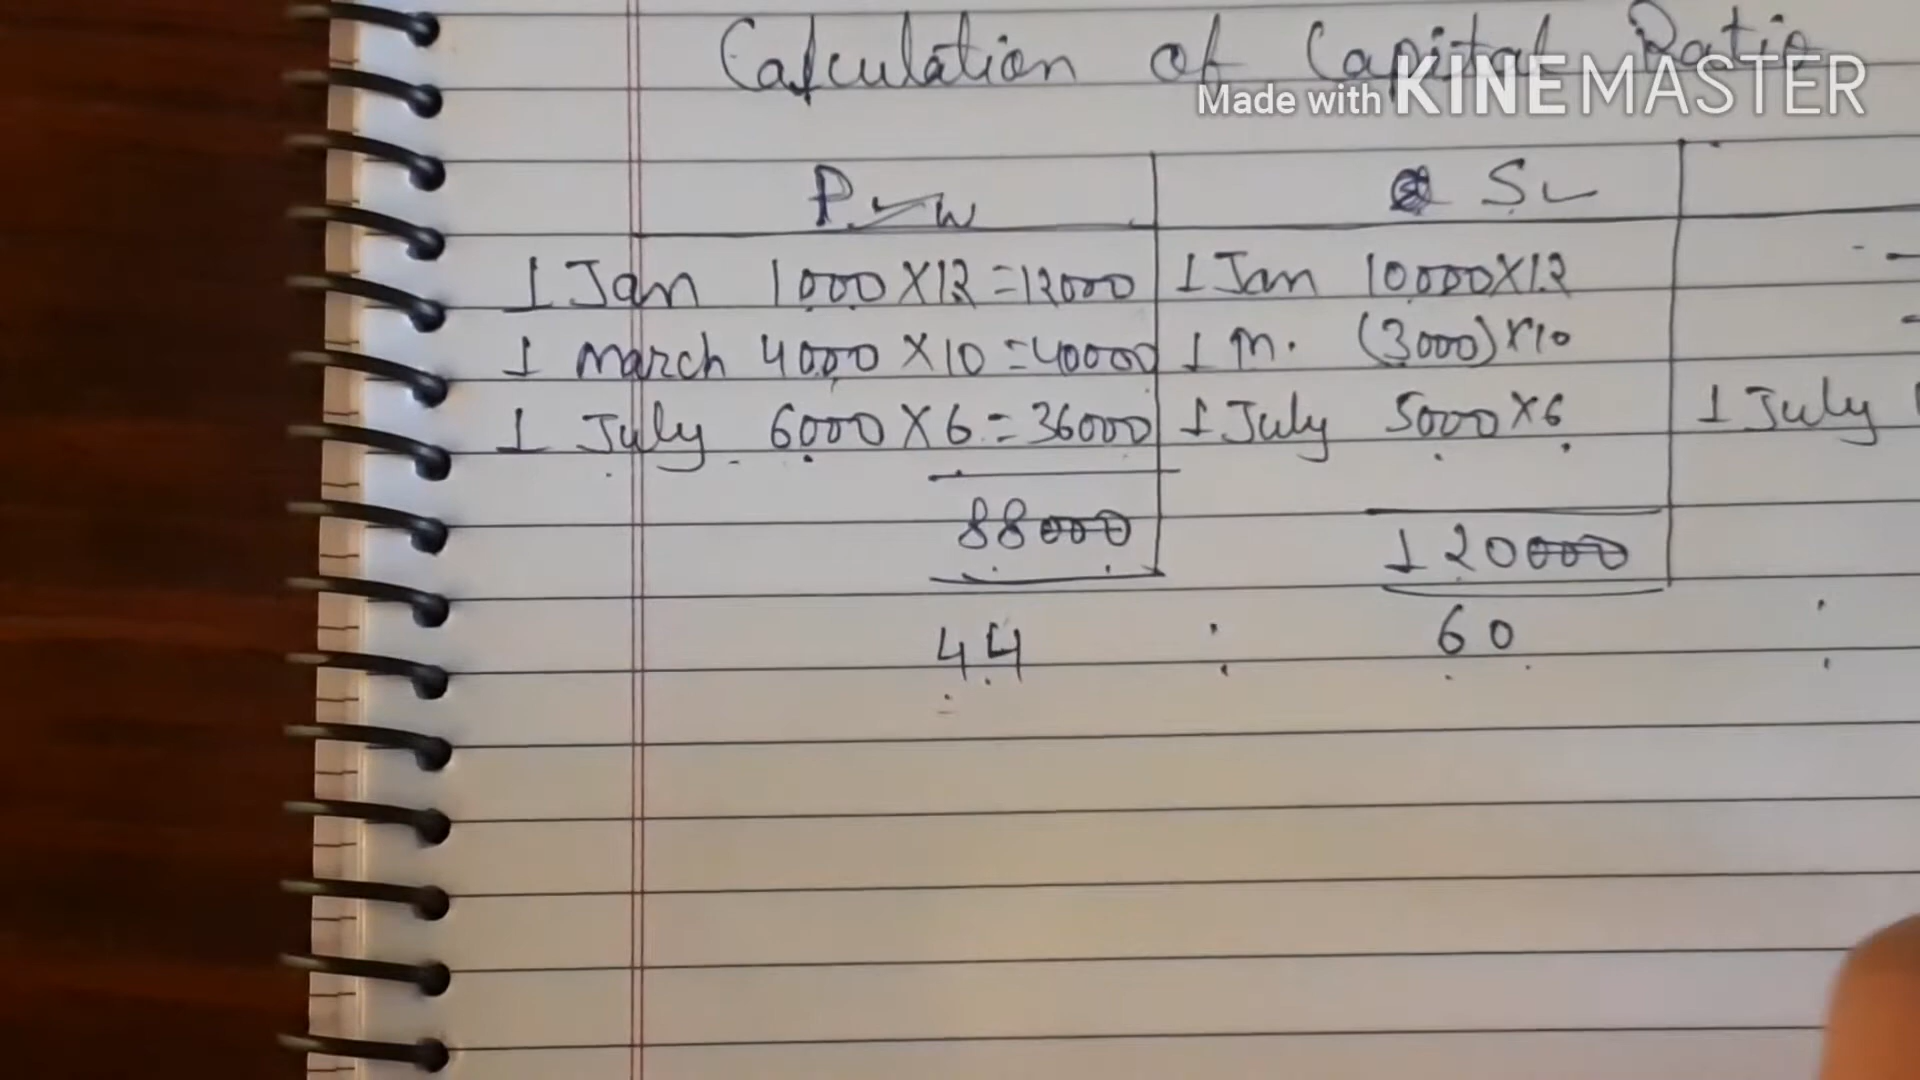 Calculation of Capital Ratio
Made with KINEMASTER
1 Jan 1000 X 12 = 12000 1 Jan 10000 X 12
1 March 4000 X 10 = 40000 1 M. (3000) X 10
1 July 6000 X 6 = 36000 1 July 5000 X 6 1 July
88000 120000
44 : 60 :